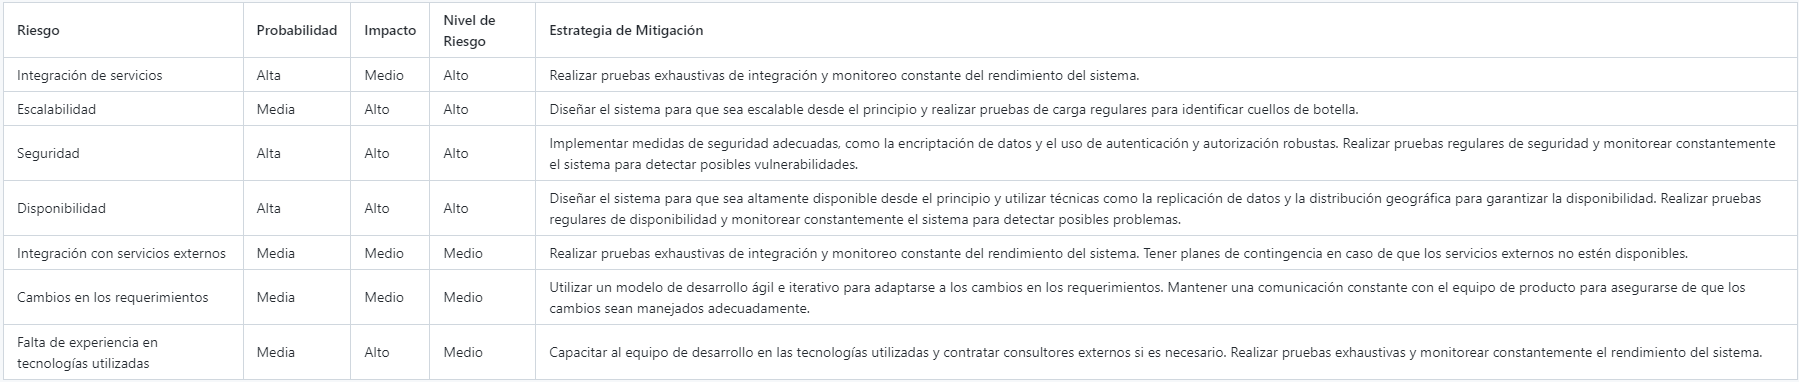 Riesgo Probabilidad Impacto Nivel de Riesgo Estrategia de Mitigación
Integración de servicios Alta Medio Alto Realizar pruebas exhaustivas de integración y monitoreo constante del rendimiento del sistema.
Escalabilidad Media Alto Alto Diseñar el sistema para que sea escalable desde el principio y realizar pruebas de carga regulares para identificar cuellos de botella.
Seguridad Alta Alto Alto Implementar medidas de seguridad adecuadas, como la encriptación de datos y el uso de autenticación y autorización robustas. Realizar pruebas regulares de seguridad y monitorear constantemente
el sistema para detectar posibles vulnerabilidades.
Disponibilidad Alta Alto Alto Diseñar el sistema para que sea altamente disponible desde el principio y utilizar técnicas como la replicación de datos y la distribución geográfica para garantizar la disponibilidad. Realizar pruebas
regulares de disponibilidad y monitorear constantemente el sistema para detectar posibles problemas.
Integración con servicios externos Media Medio Medio Realizar pruebas exhaustivas de integración y monitoreo constante del rendimiento del sistema. Tener planes de contingencia en caso de que los servicios externos no estén disponibles.
Cambios en los requerimientos Media Medio Medio Utilizar un modelo de desarrollo ágil e iterativo para adaptarse a los cambios en los requerimientos. Mantener una comunicación constante con el equipo de producto para asegurarse de que los
cambios sean manejados adecuadamente.
Falta de experiencia en
tecnologías utilizadas Media Alto Medio Capacitar al equipo de desarrollo en las tecnologías utilizadas y contratar consultores externos si es necesario. Realizar pruebas exhaustivas y monitorear constantemente el rendimiento del sistema.